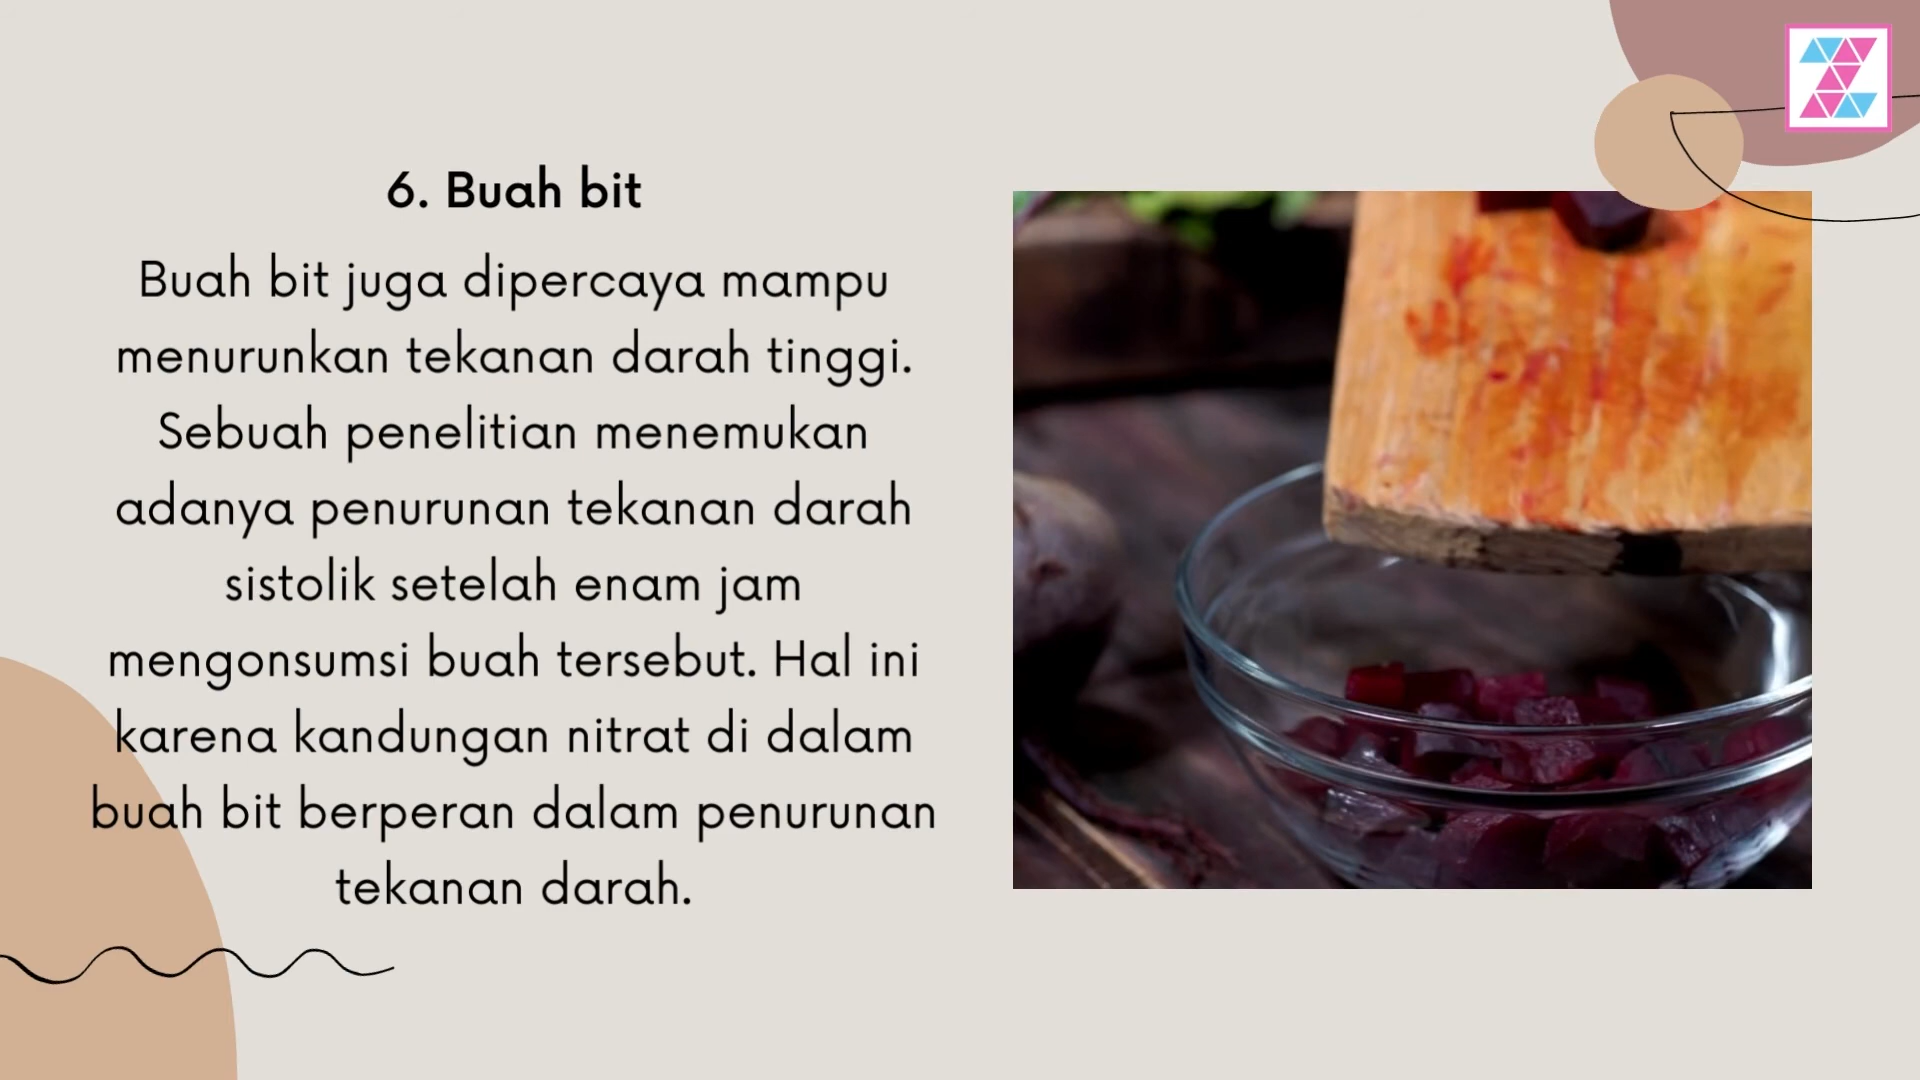 6. Buah bit
Buah bit juga dipercaya mampu
menurunkan tekanan darah tinggi.
Sebuah penelitian menemukan
adanya penurunan tekanan darah
sistolik setelah enam jam
mengonsumsi buah tersebut. Hal ini
karena kandungan nitrat di dalam
buah bit berperan dalam penurunan
tekanan darah.